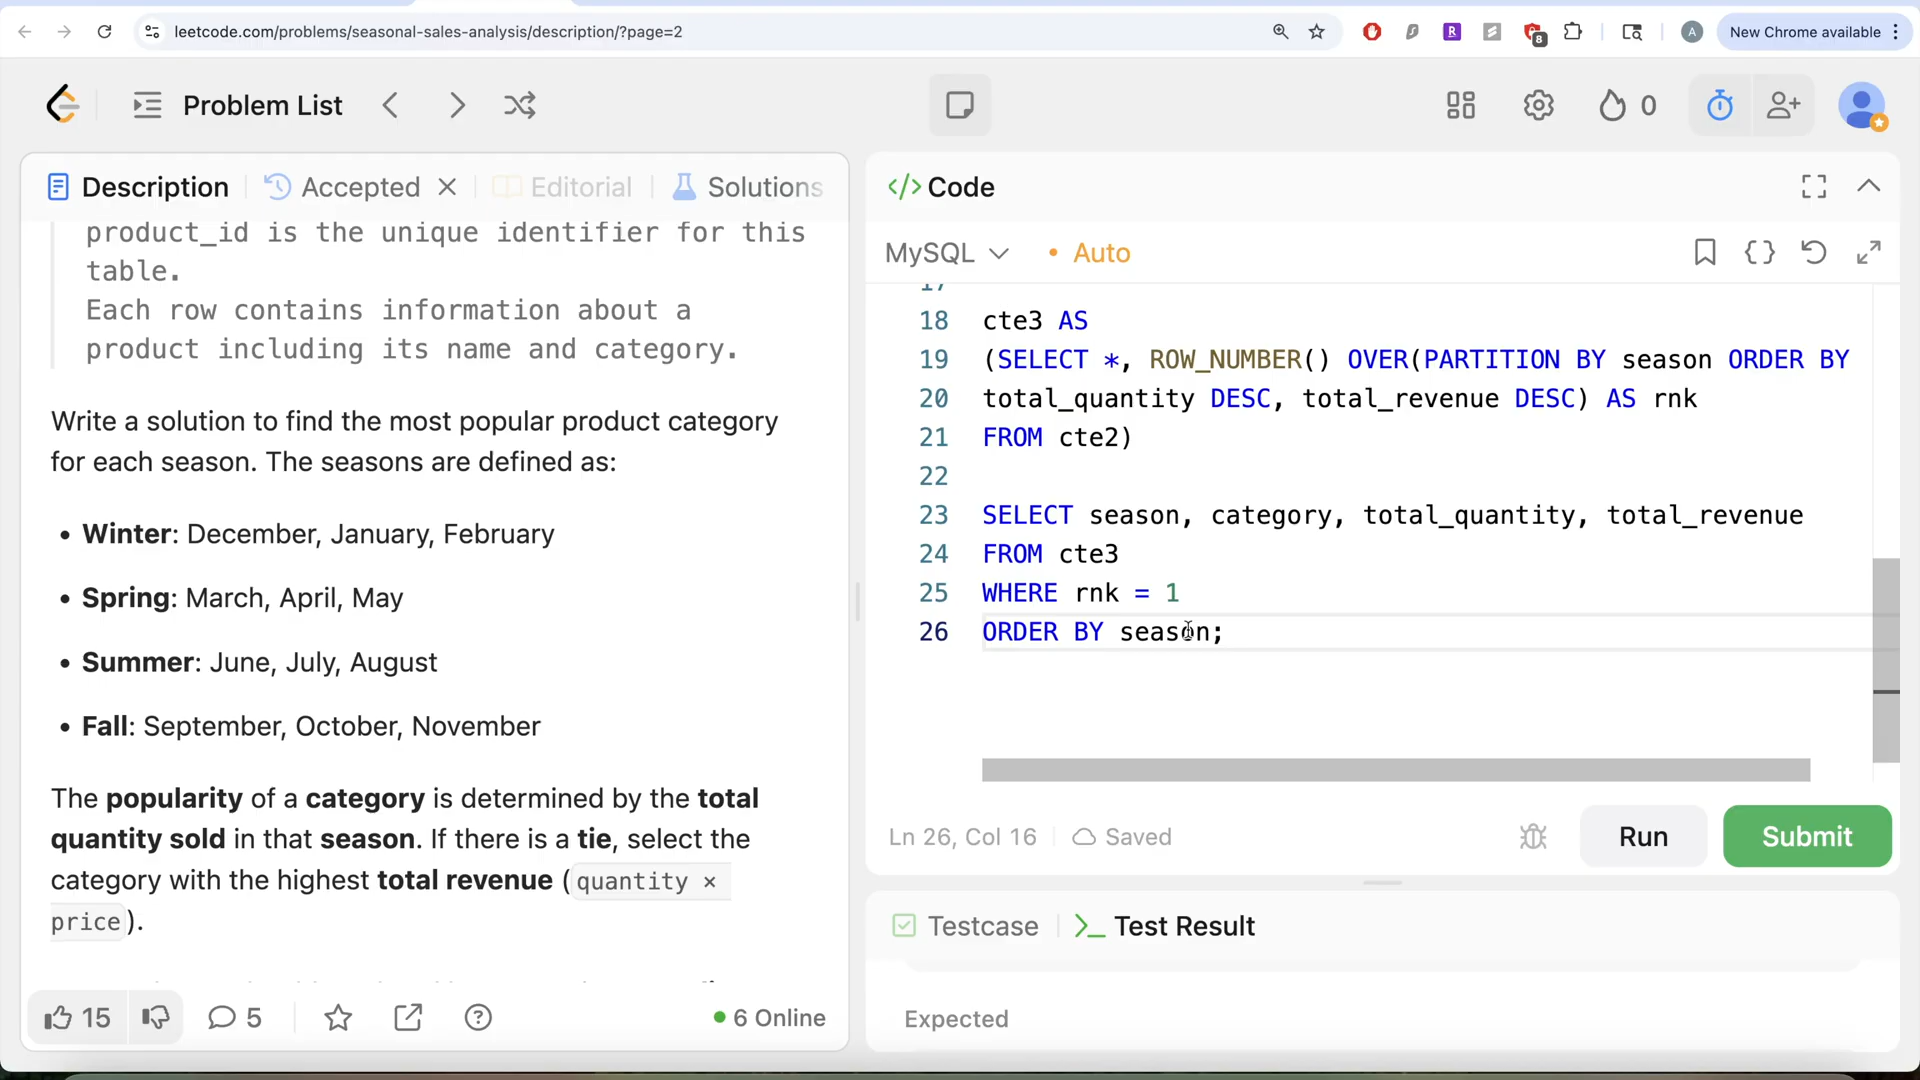 leetcode.com/problems/seasonal-sales-analysis/description/?page=2
8
A
New Chrome available
Problem List
0
Description
Accepted
Editorial
Solutions
product_id is the unique identifier for this
table.
Each row contains information about a
product including its name and category.
Write a solution to find the most popular product category
for each season. The seasons are defined as:
• Winter: December, January, February
• Spring: March, April, May
• Summer: June, July, August
• Fall: September, October, November
The popularity of a category is determined by the total
quantity sold in that season. If there is a tie, select the
category with the highest total revenue (quantity ×
price).
15
5
6 Online
</> Code
MySQL
• Auto
17
18 cte3 AS
19 (SELECT *, ROW_NUMBER() OVER(PARTITION BY season ORDER BY
20 total_quantity DESC, total_revenue DESC) AS rnk
21 FROM cte2)
22
23 SELECT season, category, total_quantity, total_revenue
24 FROM cte3
25 WHERE rnk = 1
26 ORDER BY season;
Ln 26, Col 16
Saved
Run
Submit
Testcase
Test Result
Expected